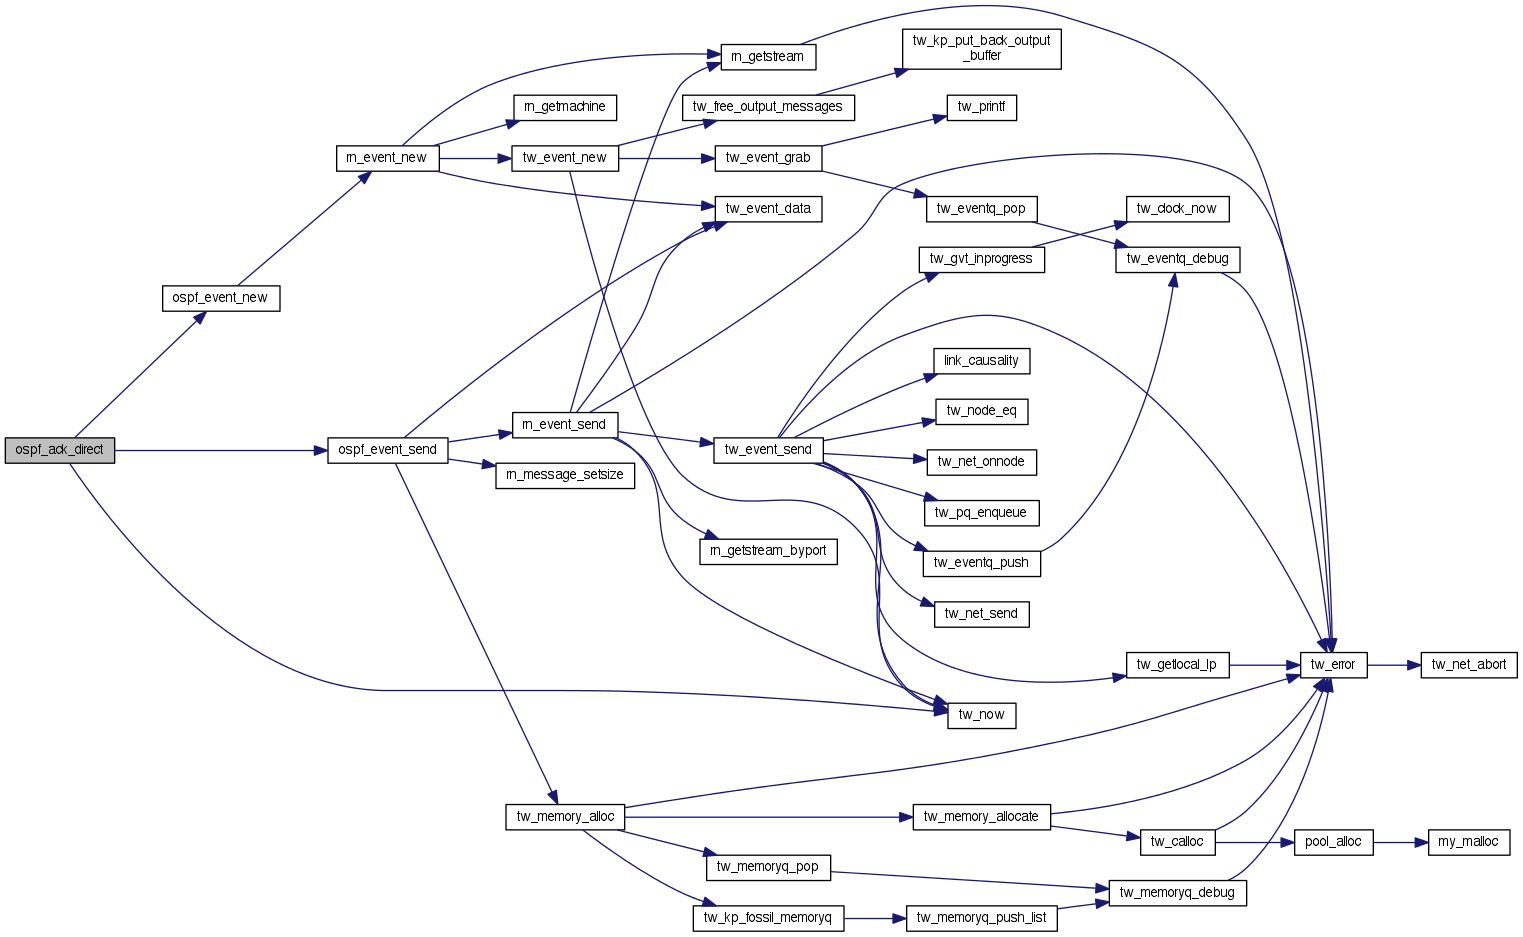 ospf_ack_direct
ospf_event_new
rn_event_new
rn_getstream
tw_error
tw_net_abort
rn_getmachine
tw_event_new
tw_free_output_messages
tw_kp_put_back_output
_buffer
tw_event_grab
tw_printf
tw_eventq_pop
tw_eventq_debug
tw_event_data
tw_now
ospf_event_send
rn_event_send
rn_message_setsize
tw_event_send
rn_getstream_byport
tw_gvt_inprogress
tw_clock_now
link_causality
tw_node_eq
tw_net_onnode
tw_pq_enqueue
tw_eventq_push
tw_net_send
tw_getlocal_lp
tw_memory_alloc
tw_memory_allocate
tw_calloc
pool_alloc
my_malloc
tw_memoryq_pop
tw_memoryq_debug
tw_kp_fossil_memoryq
tw_memoryq_push_list